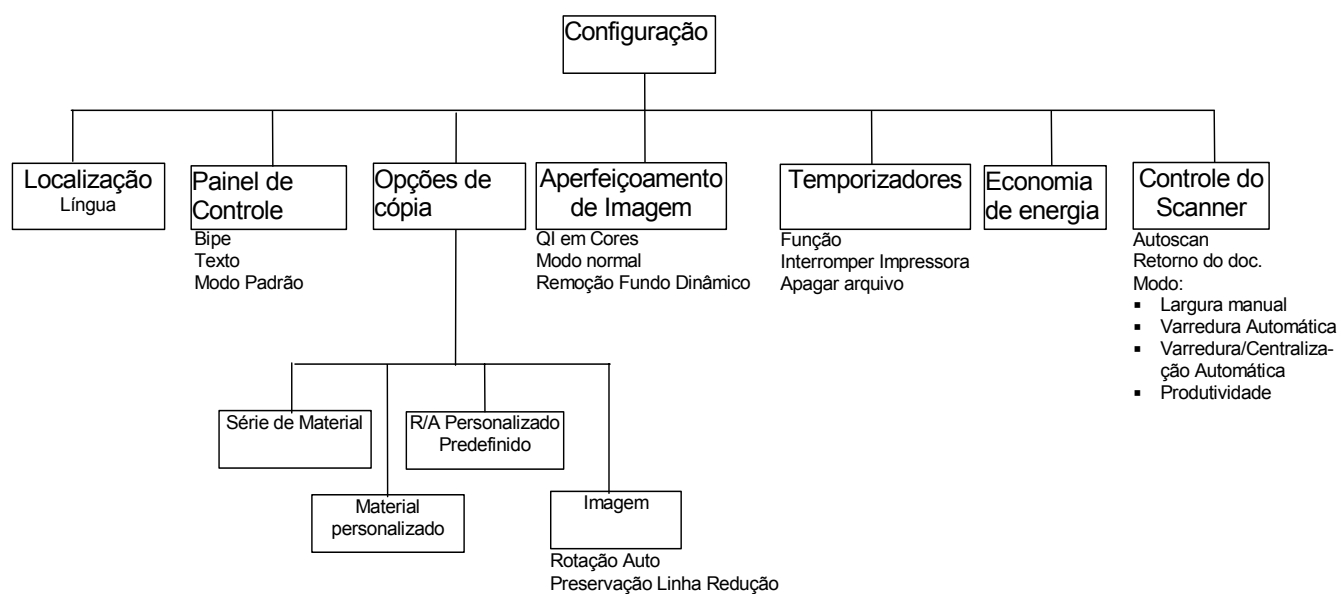 Configuração
Localização
Língua
Painel de
Controle
Bipe
Texto
Modo Padrão
Opções de
cópia
Aperfeiçoamento
de Imagem
QI em Cores
Modo normal
Remoção Fundo Dinâmico
Temporizadores
Função
Interromper Impressora
Apagar arquivo
Economia
de energia
Controle do
Scanner
Autoscan
Retorno do doc.
Modo:
▪ Largura manual
▪ Varredura Automática
▪ Varredura/Centraliza-
ção Automática
▪ Produtividade
Série de Material
R/A Personalizado
Predefinido
Material
personalizado
Imagem
Rotação Auto
Preservação Linha Redução